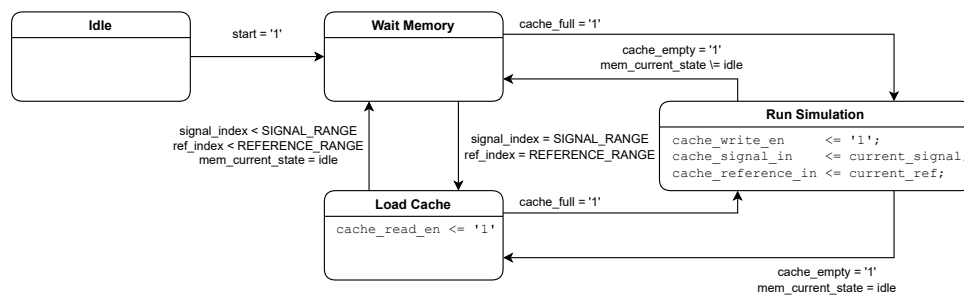 Idle
start = '1'
Wait Memory
cache_full = '1'
cache_empty = '1'
mem_current_state \= idle
signal_index < SIGNAL_RANGE
ref_index < REFERENCE_RANGE
mem_current_state = idle
signal_index = SIGNAL_RANGE
ref_index = REFERENCE_RANGE
Run Simulation
cache_write_en <= '1';
cache_signal_in <= current_signal;
cache_reference_in <= current_ref;
Load Cache
cache_read_en <= '1'
cache_full = '1'
cache_empty = '1'
mem_current_state = idle